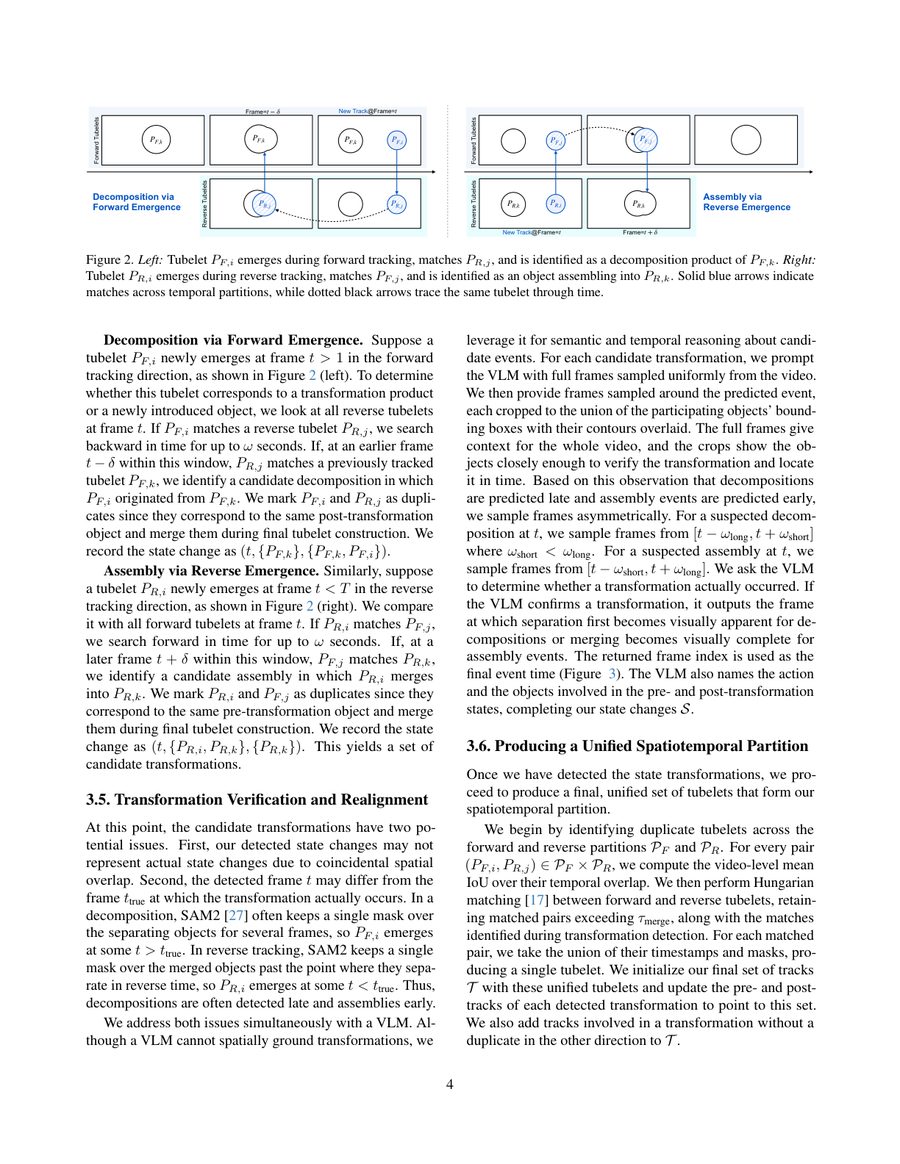 Forward Tubelets
Frame=t − δ
New Track@Frame=t
P_{F,k}
P_{F,k}
P_{F,k}
P_{F,i}
Decomposition via
Forward Emergence
Reverse Tubelets
P_{R,j}
P_{R,j}
Forward Tubelets
P_{F,j}
P_{F,j}
Reverse Tubelets
P_{R,k}
P_{R,i}
P_{R,k}
Assembly via
Reverse Emergence
New Track@Frame=t
Frame=t + δ
Figure 2. Left: Tubelet P_{F,i} emerges during forward tracking, matches P_{R,j}, and is identified as a decomposition product of P_{F,k}. Right:
Tubelet P_{R,i} emerges during reverse tracking, matches P_{F,j}, and is identified as an object assembling into P_{R,k}. Solid blue arrows indicate
matches across temporal partitions, while dotted black arrows trace the same tubelet through time.
Decomposition via Forward Emergence. Suppose a
tubelet P_{F,i} newly emerges at frame t > 1 in the forward
tracking direction, as shown in Figure 2 (left). To determine
whether this tubelet corresponds to a transformation product
or a newly introduced object, we look at all reverse tubelets
at frame t. If P_{F,i} matches a reverse tubelet P_{R,j}, we search
backward in time for up to ω seconds. If, at an earlier frame
t − δ within this window, P_{R,j} matches a previously tracked
tubelet P_{F,k}, we identify a candidate decomposition in which
P_{F,i} originated from P_{F,k}. We mark P_{F,i} and P_{R,j} as dupli-
cates since they correspond to the same post-transformation
object and merge them during final tubelet construction. We
record the state change as (t, {P_{F,k}}, {P_{F,k}, P_{F,i}}).
Assembly via Reverse Emergence. Similarly, suppose
a tubelet P_{R,i} newly emerges at frame t < T in the reverse
tracking direction, as shown in Figure 2 (right). We compare
it with all forward tubelets at frame t. If P_{R,i} matches P_{F,j},
we search forward in time for up to ω seconds. If, at a
later frame t + δ within this window, P_{F,j} matches P_{R,k},
we identify a candidate assembly in which P_{R,i} merges
into P_{R,k}. We mark P_{R,i} and P_{F,j} as duplicates since they
correspond to the same pre-transformation object and merge
them during final tubelet construction. We record the state
change as (t, {P_{R,i}, P_{R,k}}, {P_{R,k}}). This yields a set of
candidate transformations.
3.5. Transformation Verification and Realignment
At this point, the candidate transformations have two po-
tential issues. First, our detected state changes may not
represent actual state changes due to coincidental spatial
overlap. Second, the detected frame t may differ from the
frame t_{true} at which the transformation actually occurs. In a
decomposition, SAM2 [27] often keeps a single mask over
the separating objects for several frames, so P_{F,i} emerges
at some t > t_{true}. In reverse tracking, SAM2 keeps a single
mask over the merged objects past the point where they sepa-
rate in reverse time, so P_{R,i} emerges at some t < t_{true}. Thus,
decompositions are often detected late and assemblies early.
We address both issues simultaneously with a VLM. Al-
though a VLM cannot spatially ground transformations, we
leverage it for semantic and temporal reasoning about candi-
date events. For each candidate transformation, we prompt
the VLM with full frames sampled uniformly from the video.
We then provide frames sampled around the predicted event,
each cropped to the union of the participating objects' bound-
ing boxes with their contours overlaid. The full frames give
context for the whole video, and the crops show the ob-
jects closely enough to verify the transformation and locate
it in time. Based on this observation that decompositions
are predicted late and assembly events are predicted early,
we sample frames asymmetrically. For a suspected decom-
position at t, we sample frames from [t − ω_{long}, t + ω_{short}]
where ω_{short} < ω_{long}. For a suspected assembly at t, we
sample frames from [t − ω_{short}, t + ω_{long}]. We ask the VLM
to determine whether a transformation actually occurred. If
the VLM confirms a transformation, it outputs the frame
at which separation first becomes visually apparent for de-
compositions or merging becomes visually complete for
assembly events. The returned frame index is used as the
final event time (Figure 3). The VLM also names the action
and the objects involved in the pre- and post-transformation
states, completing our state changes 𝒮.
3.6. Producing a Unified Spatiotemporal Partition
Once we have detected the state transformations, we pro-
ceed to produce a final, unified set of tubelets that form our
spatiotemporal partition.
We begin by identifying duplicate tubelets across the
forward and reverse partitions 𝒫_F and 𝒫_R. For every pair
(P_{F,i}, P_{R,j}) ∈ 𝒫_F × 𝒫_R, we compute the video-level mean
IoU over their temporal overlap. We then perform Hungarian
matching [17] between forward and reverse tubelets, retain-
ing matched pairs exceeding τ_{merge}, along with the matches
identified during transformation detection. For each matched
pair, we take the union of their timestamps and masks, pro-
ducing a single tubelet. We initialize our final set of tracks
𝒯 with these unified tubelets and update the pre- and post-
tracks of each detected transformation to point to this set.
We also add tracks involved in a transformation without a
duplicate in the other direction to 𝒯.
4